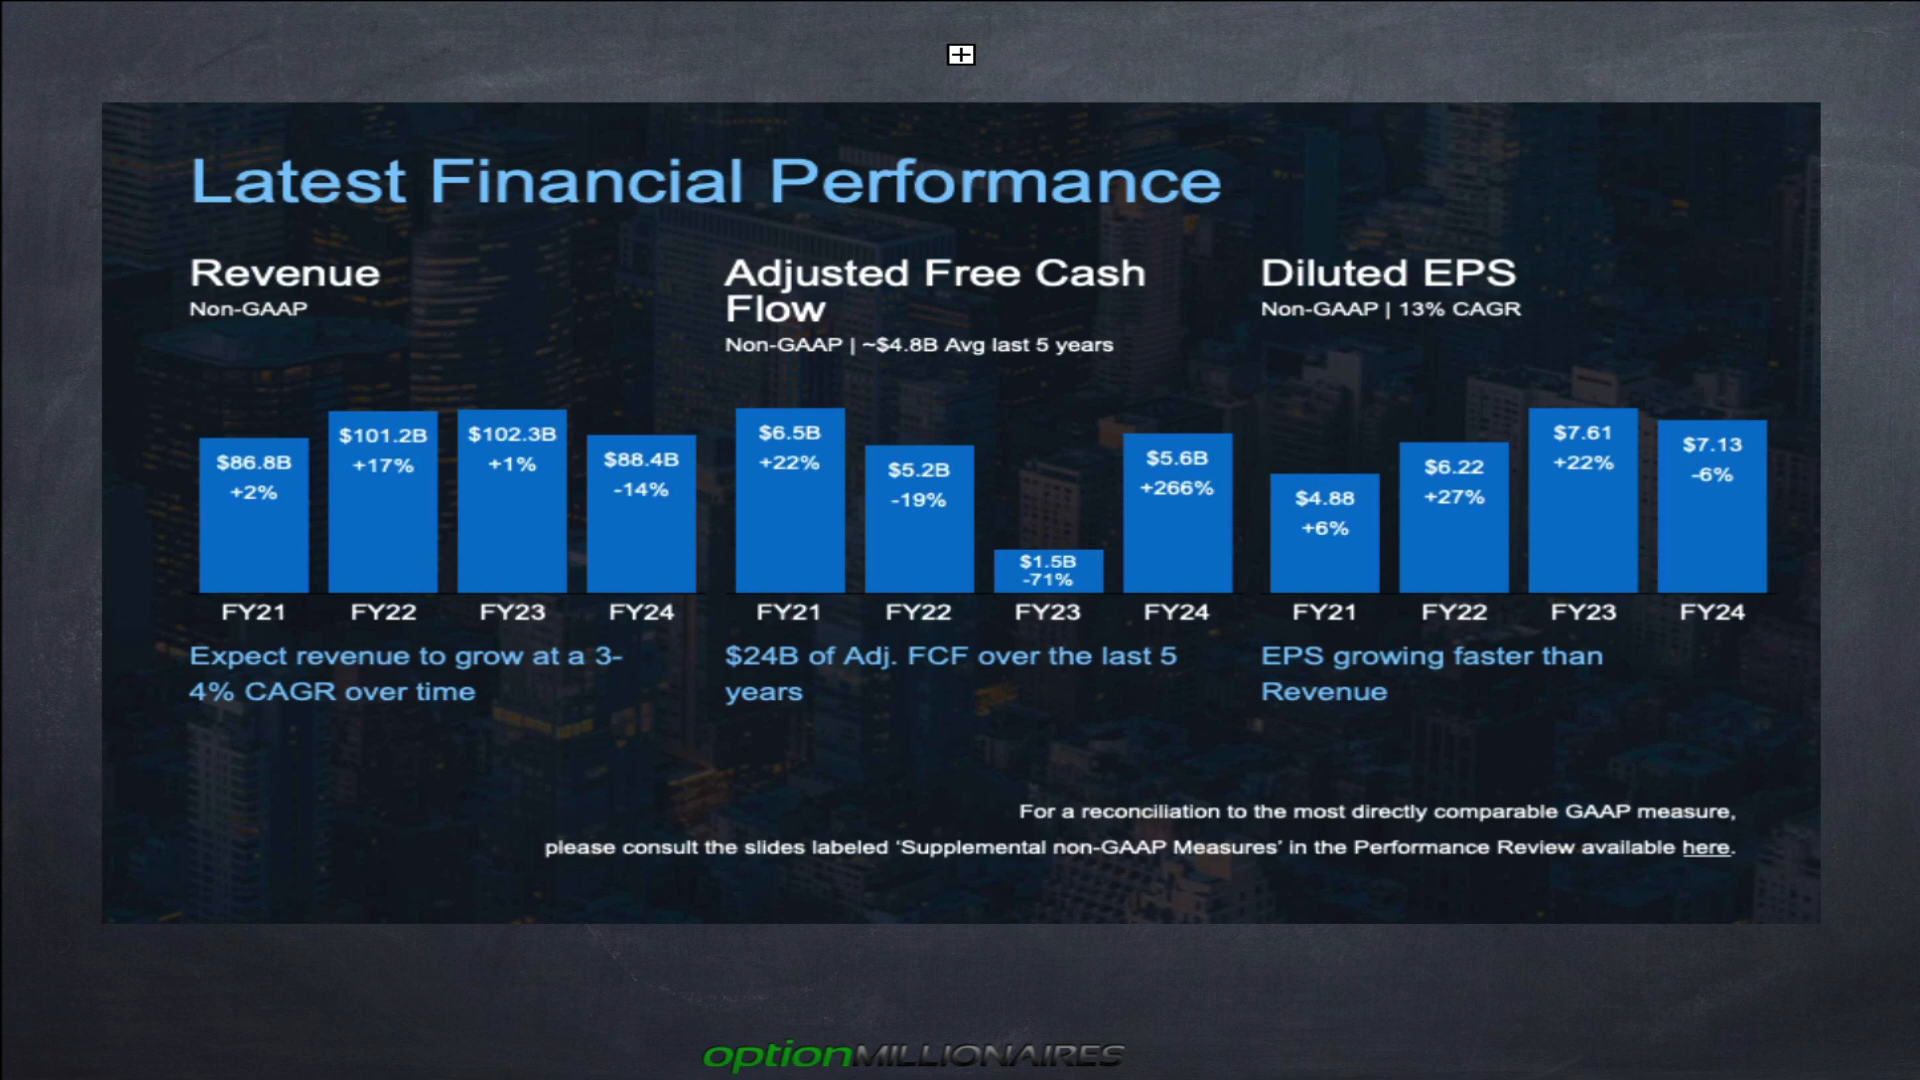 Latest Financial Performance
Revenue
Non-GAAP
$86.8B
+2%
$101.2B
+17%
$102.3B
+1%
$88.4B
-14%
FY21
FY22
FY23
FY24
Expect revenue to grow at a 3-
4% CAGR over time
Adjusted Free Cash
Flow
Non-GAAP | ~$4.8B Avg last 5 years
$6.5B
+22%
$5.2B
-19%
$1.5B
-71%
$5.6B
+266%
FY21
FY22
FY23
FY24
$24B of Adj. FCF over the last 5
years
Diluted EPS
Non-GAAP | 13% CAGR
$4.88
+6%
$6.22
+27%
$7.61
+22%
$7.13
-6%
FY21
FY22
FY23
FY24
EPS growing faster than
Revenue
For a reconciliation to the most directly comparable GAAP measure,
please consult the slides labeled ‘Supplemental non-GAAP Measures’ in the Performance Review available here.
optionMILLIONAIRES